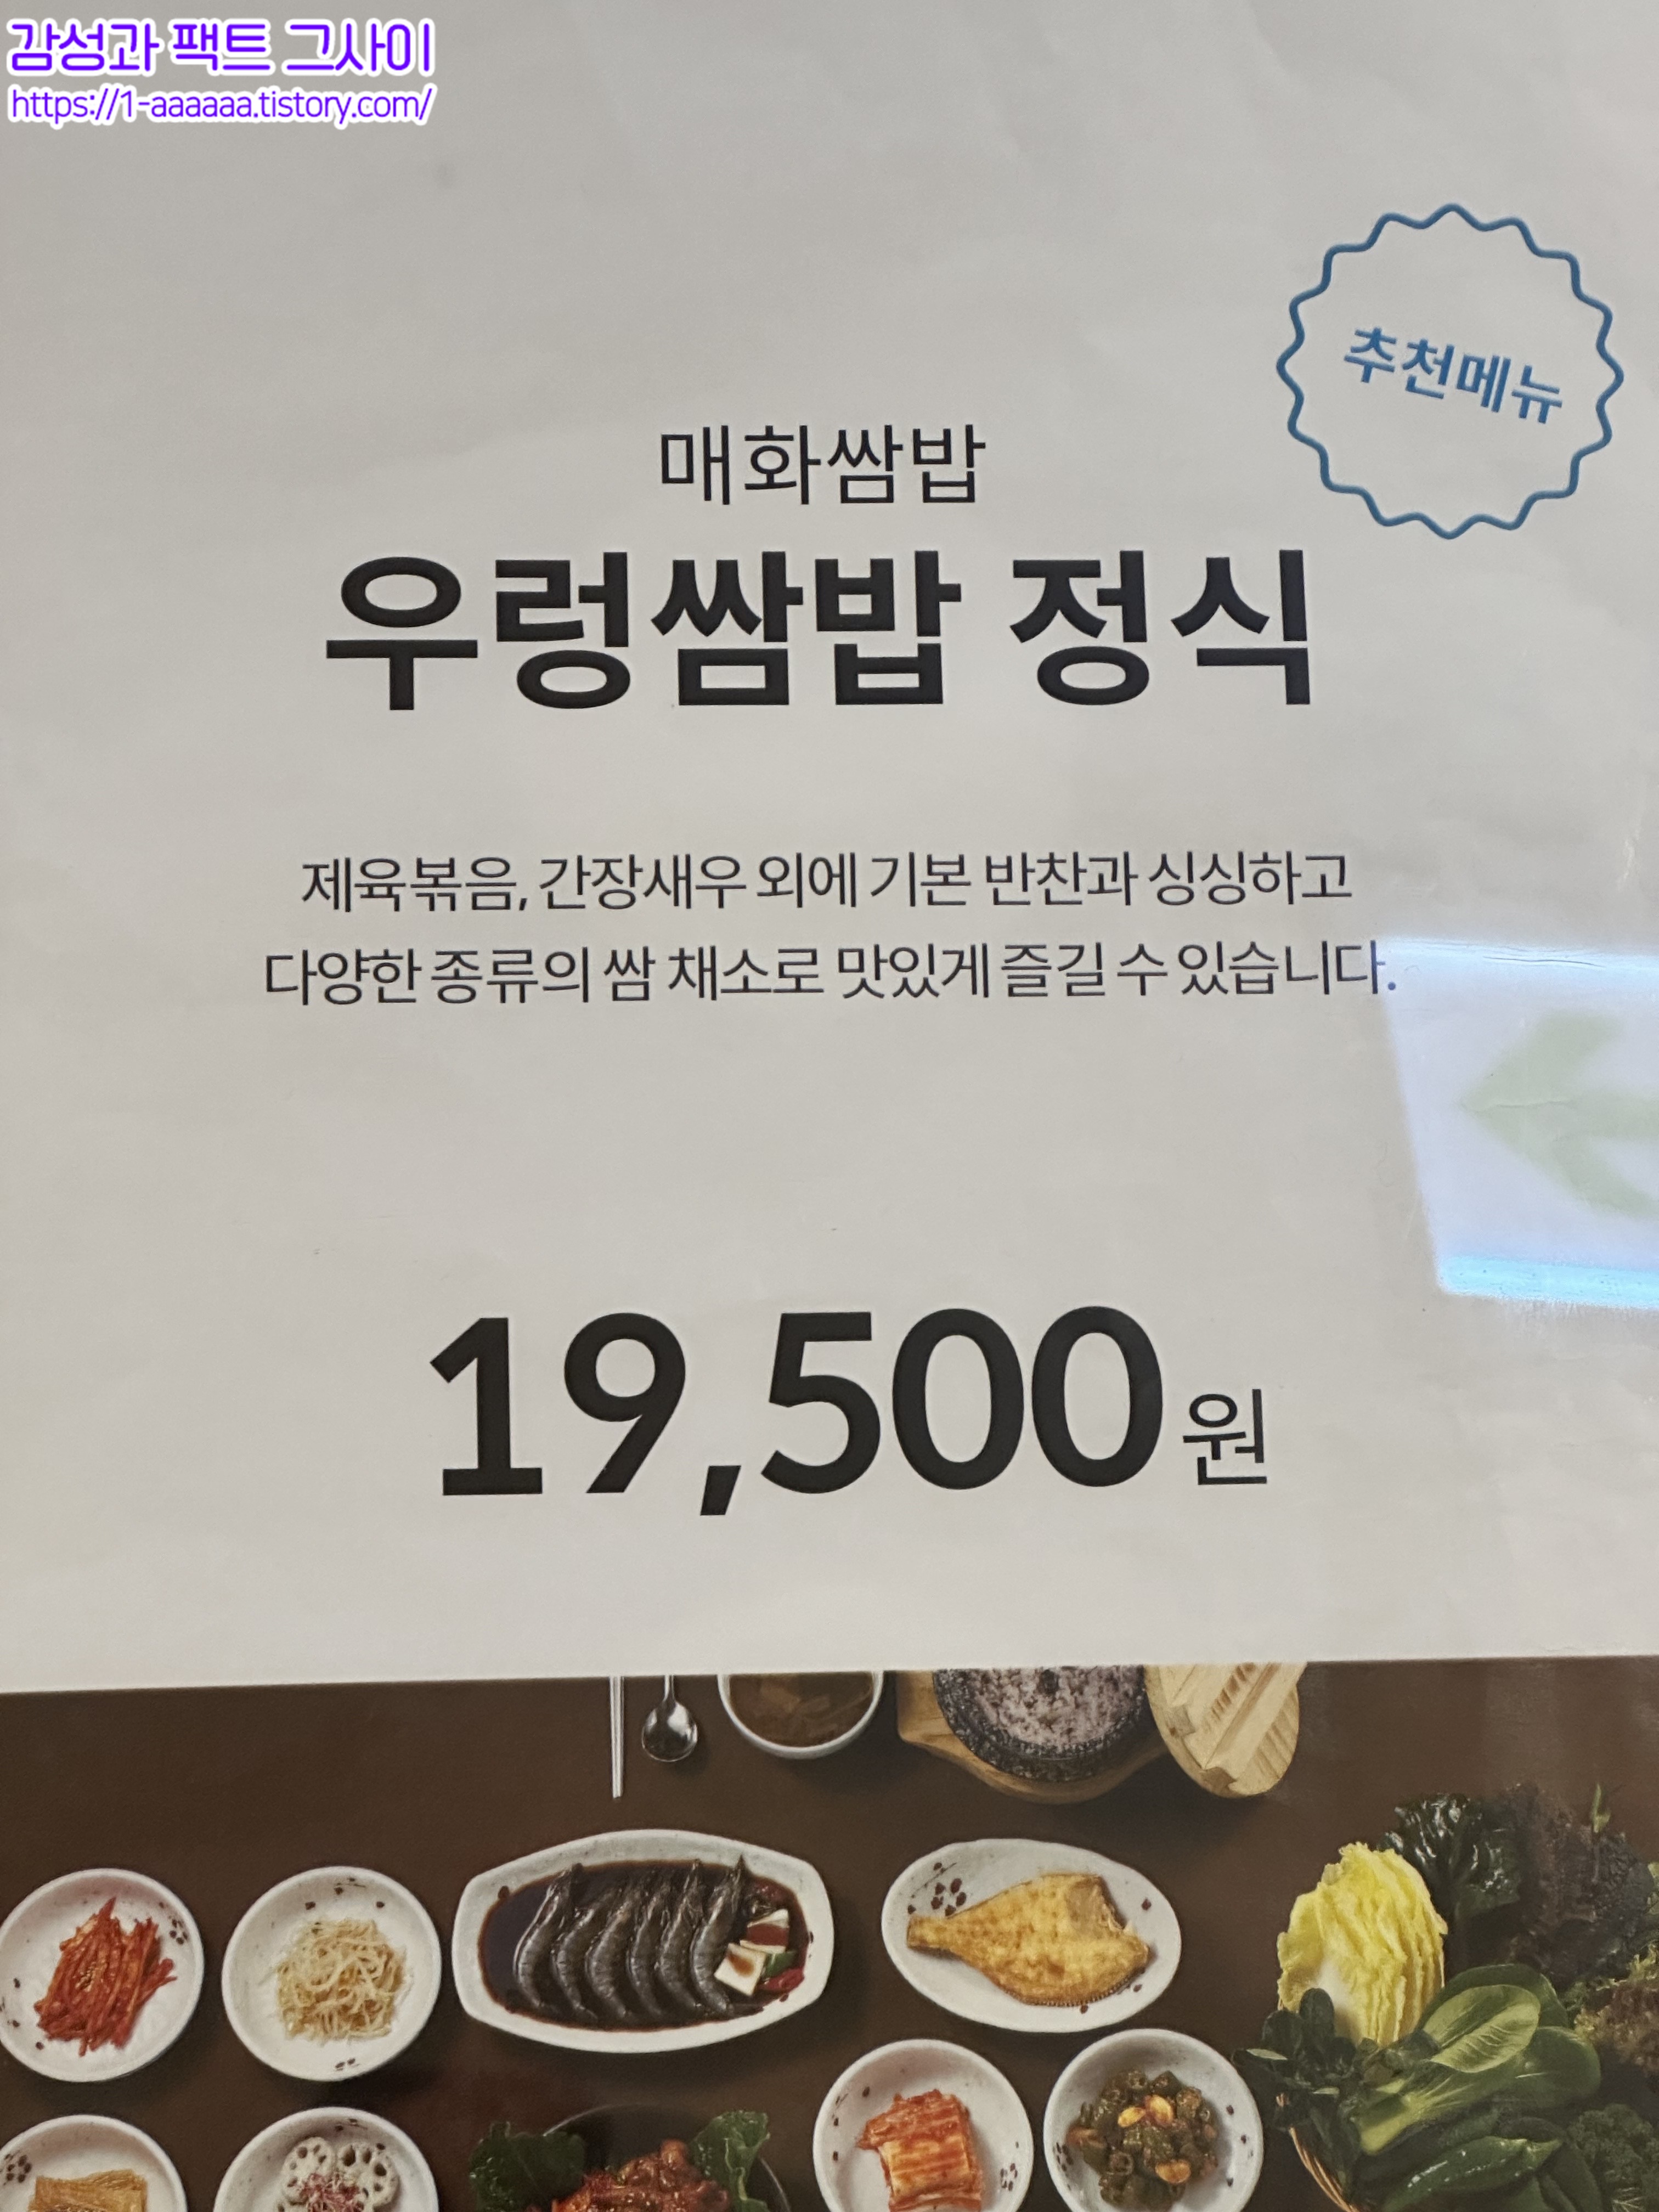 감성과 팩트 그사이
https://1-aaaaaa.tistory.com/
추천메뉴
매화쌈밥
우렁쌈밥 정식
제육볶음, 간장새우 외에 기본 반찬과 싱싱하고
다양한 종류의 쌈 채소로 맛있게 즐길 수 있습니다.
19,500원